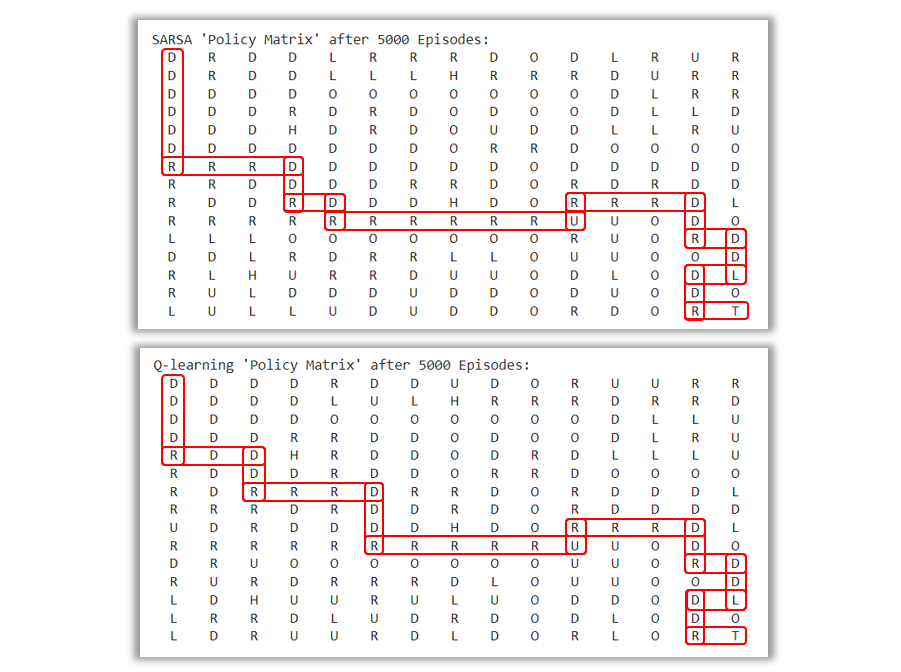 SARSA 'Policy Matrix' after 5000 Episodes:
D R D D L R R R D O D L R U R
D R D D L L L H R R R D U R R
D D D D O O O O O O O D L R R
D D D R D R D O D O O D L L D
D D D H D R D O U D D L L R U
D D D D D D D O R R D O O O O
R R R D D D D D D O D D D D D
R R D D D D R R D O R D R D D
R D D R D D D H D O R R R D L
R R R R R R R R R R U U O D O
L L L O O O O O O O R U O R D
D D L R D R R L L O U U O O D
R L H U R R D U U O D L O D L
R U L D D D U D D O D U O D O
L U L L U D U D D O R D O R T
Q-learning 'Policy Matrix' after 5000 Episodes:
D D D D R D D U D O R U U R R
D D D D L U L H R R R D R R D
D D D D O O O O O O O D L L U
D D D R R D D O D O O D L R U
R D D H R D D O D R D L L L U
R D D D R D D O R R D O O O O
R D R R R D R R D O R D D D L
R R R D R D D R D O R D D D D
U D R D D D D H D O R R R D L
R R R R R R R R R R U U O D O
D R U O O O O O O O U U O R D
R U R D R R R D L O U U O O D
L D H U U R U L U O D D O D L
L R R D L U D R D O D L O D O
L D R U U R D L D O R L O R T